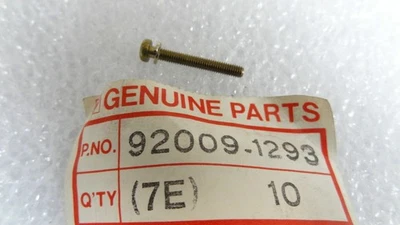 GENUINE PARTS
P.NO. 92009-1293
Q'TY (7E) 10